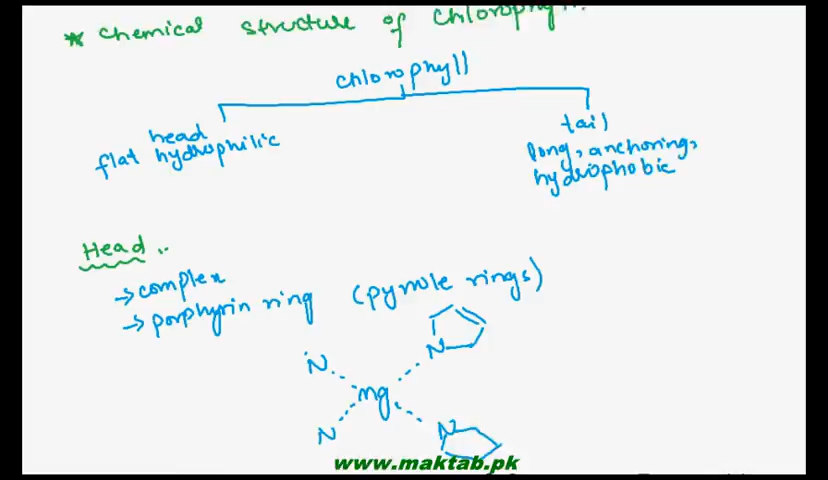 * Chemical structure of Chlorophyll:
chlorophyll
head
flat hydrophilic
tail
long, anchoring,
hydrophobic
Head :.
→ complex
→ porphyrin ring (pyrrole rings)
N
N
Mg
N
N
www.maktab.pk